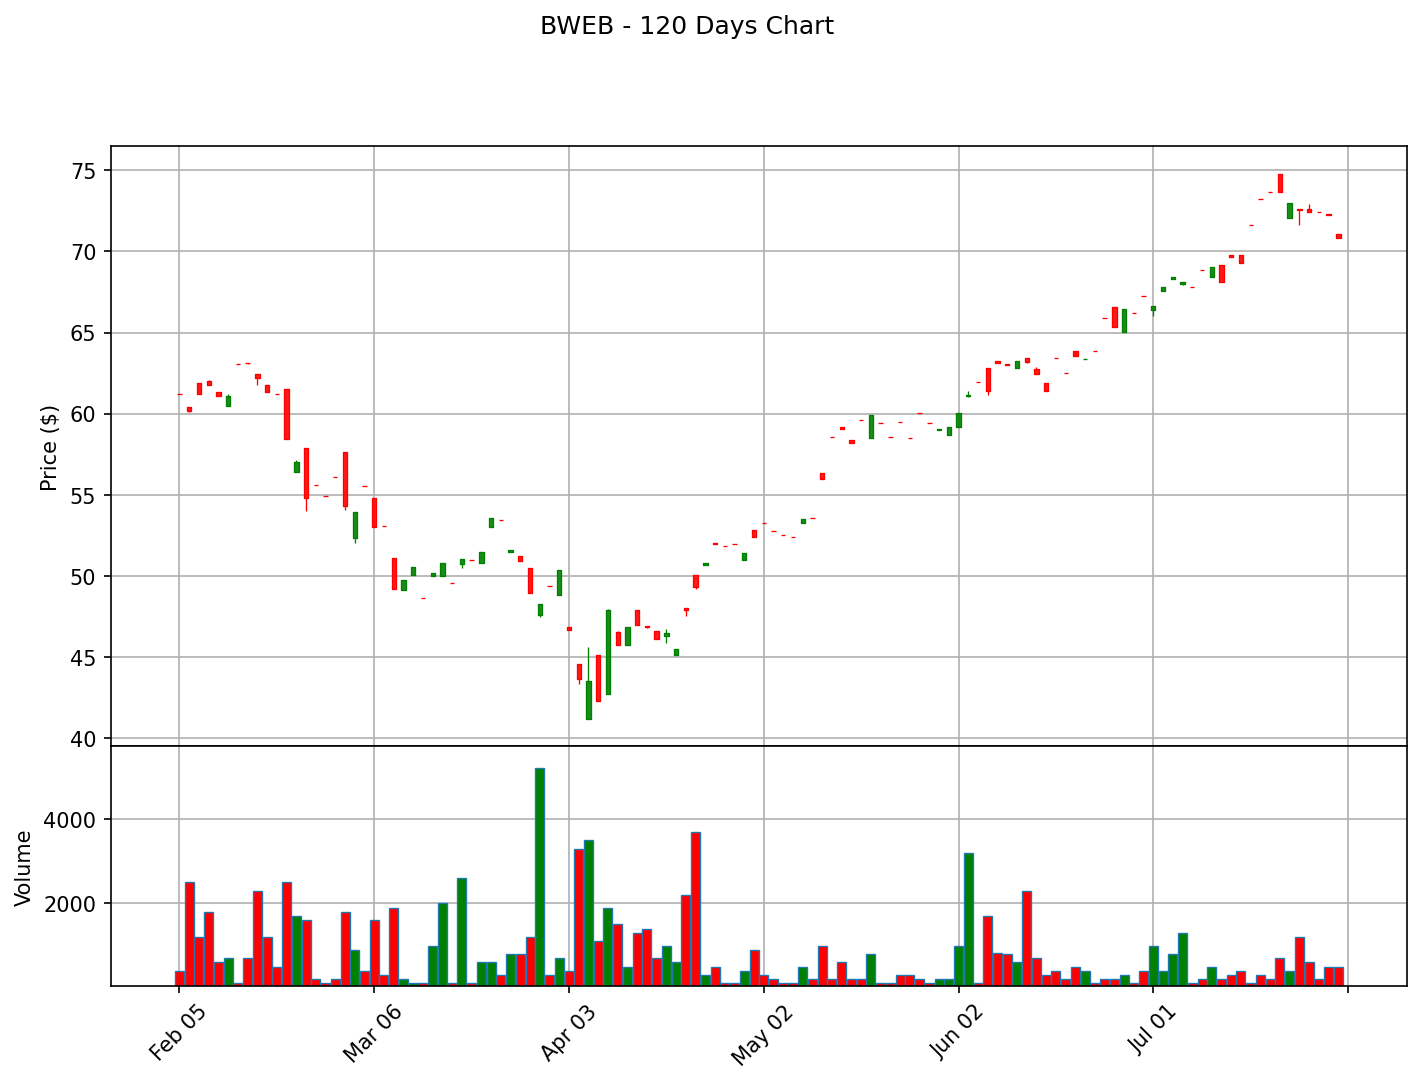 BWEB - 120 Days Chart
75
70
65
60
55
50
45
40
Price ($)
4000
2000
Volume
Feb 05
Mar 06
Apr 03
May 02
Jun 02
Jul 01